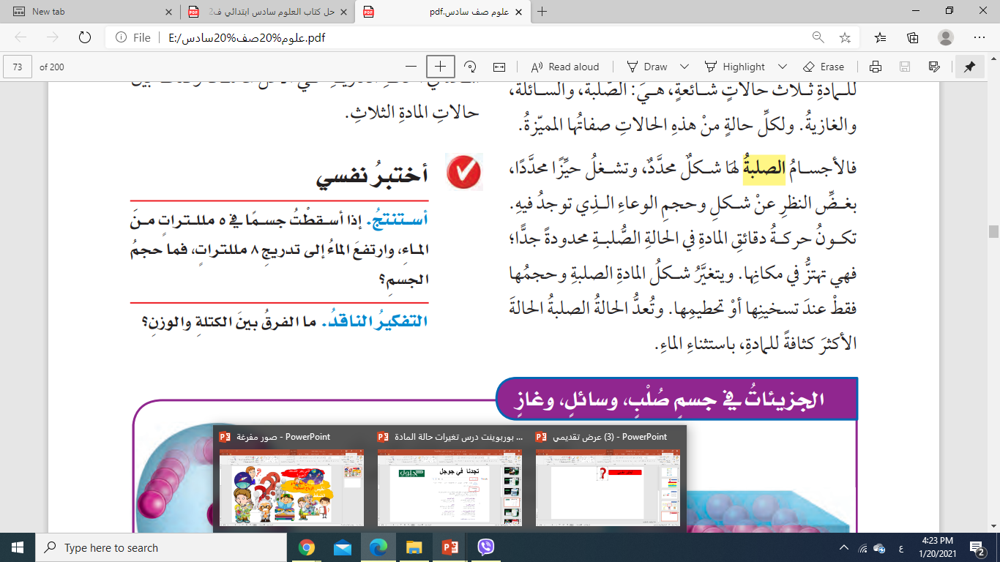 New tab
حل كتاب العلوم سادس ابتدائي ف2
علوم صف سادس.pdf
File
E:/علوم%20صف%20سادس.pdf
73
of 200
Read aloud
Draw
Highlight
Erase
للمادةِ ثلاث حالاتٍ شائعةٍ، هيَ: الصُّلبة، والسائلة،
والغازيةُ. ولكلِّ حالةٍ منْ هذهِ الحالاتِ صفاتُها المميّزةُ.
فالأجسامُ الصلبةُ لهَا شكلٌ محدَّدٌ، وتشغلُ حيِّزًا محدَّدًا،
بغضِّ النظرِ عنْ شكلِ وحجمِ الوعاءِ الذِي توجدُ فيهِ.
تكونُ حركةُ دقائقِ المادةِ في الحالةِ الصُّلبةِ محدودةً جدًّا؛
فهي تهتزُّ في مكانِها. ويتغيَّرُ شكلُ المادةِ الصلبةِ وحجمُها
فقطْ عندَ تسخينِها أوْ تحطيمِها. وتُعدُّ الحالةُ الصلبةُ الحالةَ
الأكثرَ كثافةً للمادةِ، باستثناءِ الماءِ.
حالاتِ المادةِ الثلاثِ.
أختبرُ نفسي
أستنتجُ. إذا أسقطْتُ جسمًا في ٥ مللتراتٍ منَ
الماءِ، وارتفعَ الماءُ إلى تدريجِ ٨ مللتراتٍ، فما حجمُ
الجسمِ؟
التفكيرُ الناقدُ. ما الفرقُ بينَ الكتلةِ والوزنِ؟
الجزيئاتُ في جسمٍ صُلْبٍ، وسائلٍ، وغازٍ
صور مفرغة - PowerPoint
بوربوينت درس تغيرات حالة المادة ...
عرض تقديمي (3) - PowerPoint
تجدنا في جوجل
حلول
Type here to search
ع
4:23 PM
1/20/2021
2